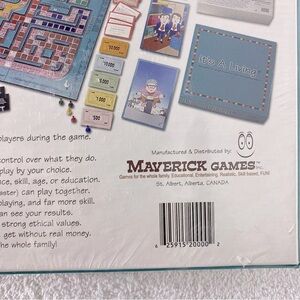 10,000
5,000
1,000
500
It's A Living
players during the game.
control over what they do.
play by your choice.
ce, skill, age, or education.
aster) can play together.
playing, and far more skill.
can see your results.
strong ethical values.
get without real money.
the whole family!
Manufactured & Distributed by:
MAVERICK GAMES
Games for the whole family. Educational, Entertaining, Realistic, Skill-based, FUN!
St. Albert, Alberta, CANADA
6 25915 20000 2